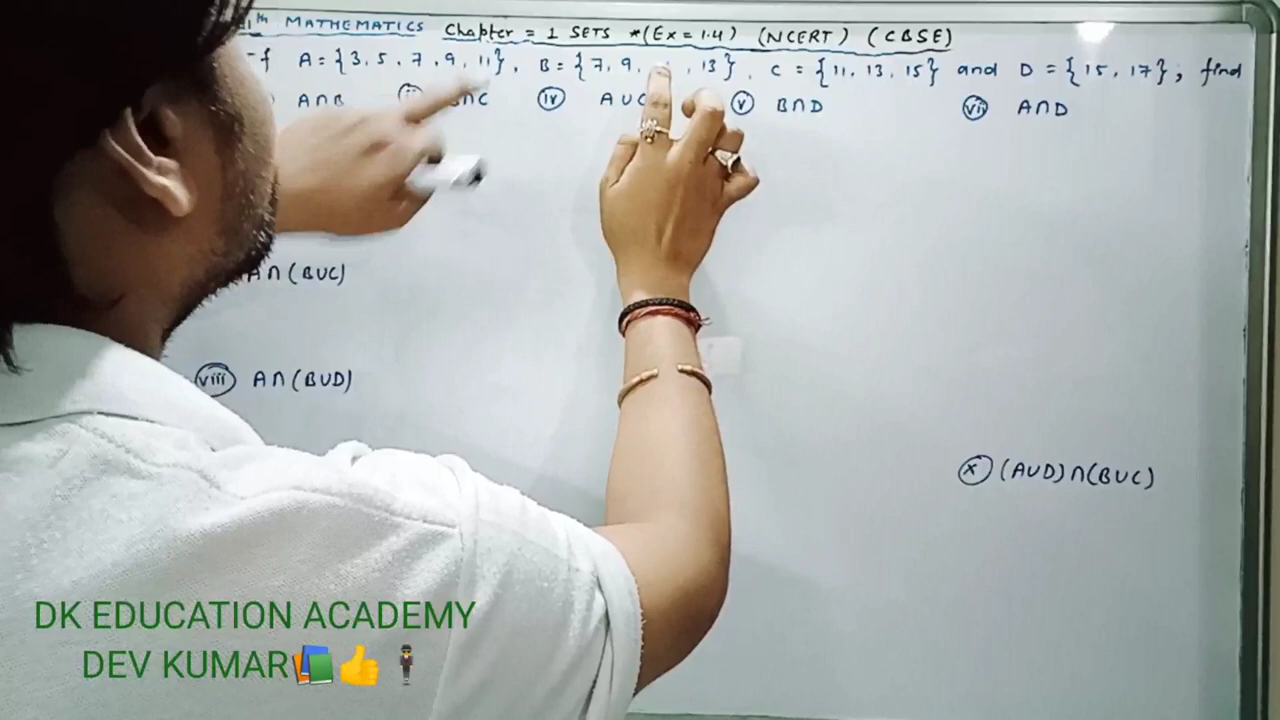 11th MATHEMATICS Chapter = 1 SETS *(Ex = 1.4) (NCERT) (CBSE)
A = {3, 5, 7, 9, 11}, B = {7, 9, , 13}, C = {11, 13, 15} and D = {15, 17}; find
A∩B ∩C (iv) A∪C (v) B∩D (vii) A∩D
A∩(B∪C)
(viii) A∩(B∪D)
(x) (A∪D)∩(B∪C)
DK EDUCATION ACADEMY
DEV KUMAR